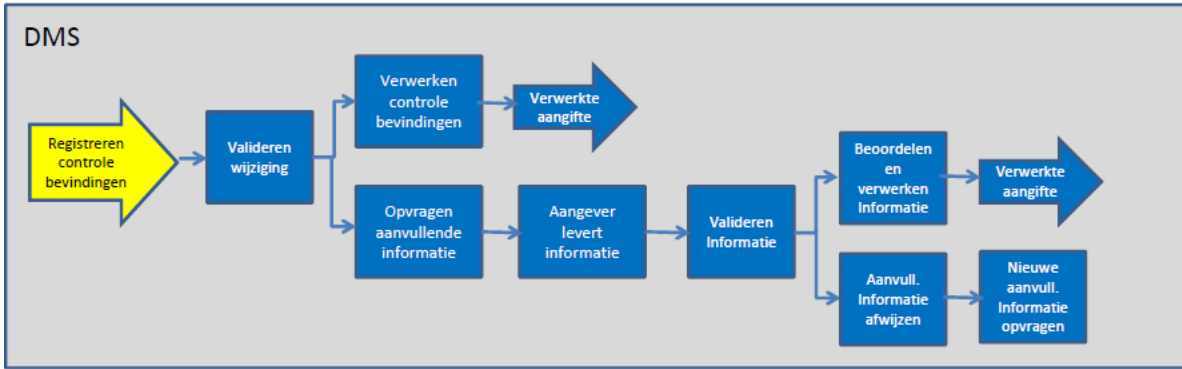 DMS
Registreren
controle
bevindingen
Valideren
wijziging
Verwerken
controle
bevindingen
Verwerkte
aangifte
Opvragen
aanvullende
informatie
Aangever
levert
informatie
Valideren
Informatie
Beoordelen
en
verwerken
Informatie
Verwerkte
aangifte
Aanvull.
Informatie
afwijzen
Nieuwe
aanvull.
Informatie
opvragen